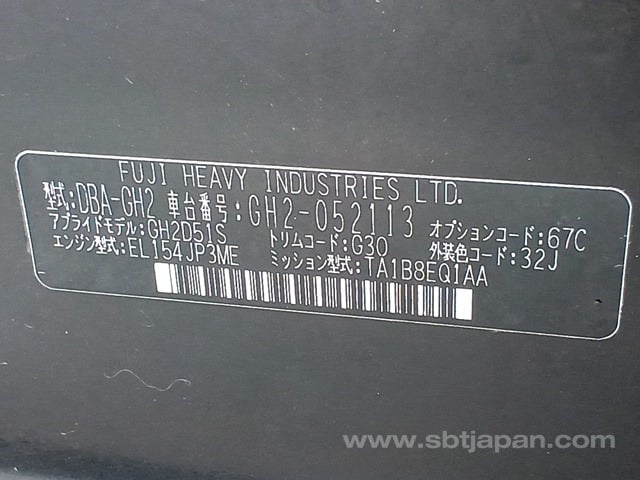 FUJI HEAVY INDUSTRIES LTD.
型式:DBA-GH2 車台番号:GH2-052113 オプションコード:67C
アプライドモデル:GH2D51S トリムコード:G30 外装色コード:32J
エンジン型式:EL154JP3ME ミッション型式:TA1B8EQ1AA
www.sbtjapan.com